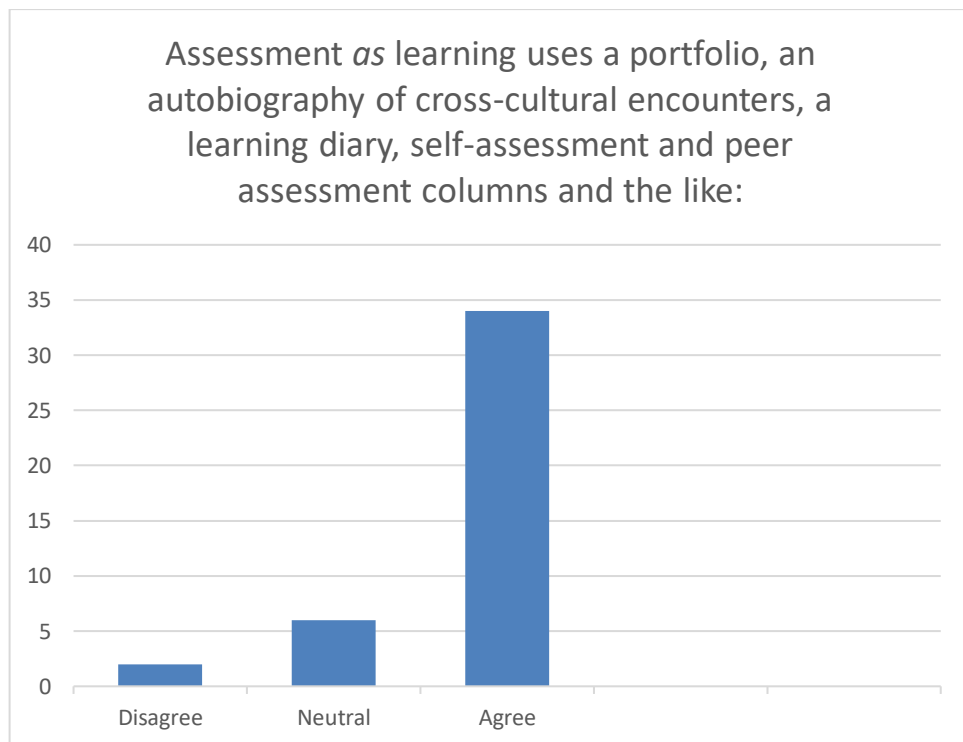 Assessment as learning uses a portfolio, an
autobiography of cross-cultural encounters, a
learning diary, self-assessment and peer
assessment columns and the like:
40
35
30
25
20
15
10
5
0
Disagree Neutral Agree